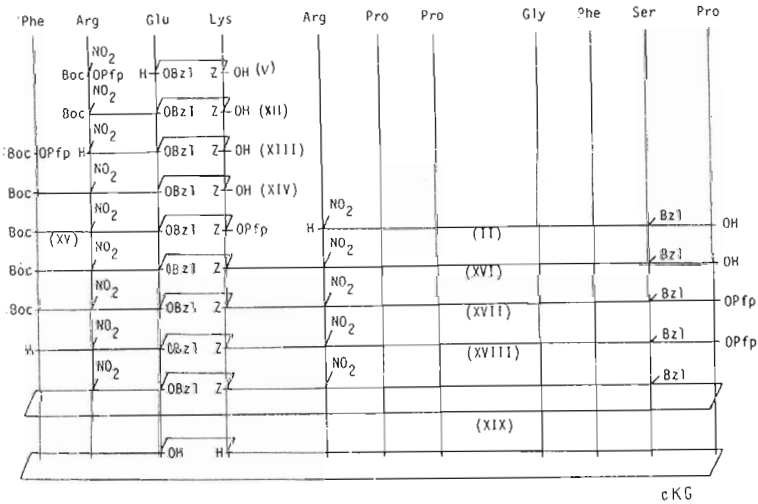 Phe Arg Glu Lys Arg Pro Pro Gly Phe Ser Pro
NO2
Boc OPfp H OBzl Z OH (V)
NO2
Boc OBzl Z OH (XII)
NO2
Boc OPfp H OBzl Z OH (XIII)
NO2
Boc OBzl Z OH (XIV)
NO2 NO2 Bzl
Boc (XV) OBzl Z OPfp H (II) OH
NO2 NO2 Bzl
Boc OBzl Z (XVI) OH
NO2 NO2 Bzl
Boc OBzl Z (XVII) OPfp
NO2 NO2 Bzl
H OBzl Z (XVIII) OPfp
NO2 NO2 Bzl
OBzl Z
(XIX)
OH H
cKG